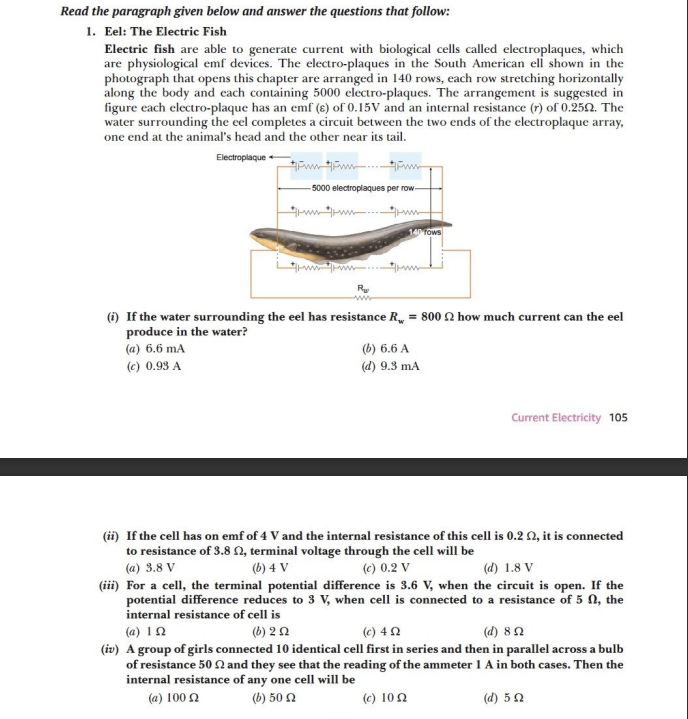 Read the paragraph given below and answer the questions that follow:
1. Eel: The Electric Fish
Electric fish are able to generate current with biological cells called electroplaques, which
are physiological emf devices. The electro-plaques in the South American ell shown in the
photograph that opens this chapter are arranged in 140 rows, each row stretching horizontally
along the body and each containing 5000 electro-plaques. The arrangement is suggested in
figure each electro-plaque has an emf (ε) of 0.15V and an internal resistance (r) of 0.25Ω. The
water surrounding the eel completes a circuit between the two ends of the electroplaque array,
one end at the animal's head and the other near its tail.
Electroplaque
+ - + - + -
5000 electroplaques per row
+ + +
140 rows
+ + +
Rw
(i) If the water surrounding the eel has resistance Rw = 800 Ω how much current can the eel
produce in the water?
(a) 6.6 mA (b) 6.6 A
(c) 0.93 A (d) 9.3 mA
Current Electricity 105
(ii) If the cell has on emf of 4 V and the internal resistance of this cell is 0.2 Ω, it is connected
to resistance of 3.8 Ω, terminal voltage through the cell will be
(a) 3.8 V (b) 4 V (c) 0.2 V (d) 1.8 V
(iii) For a cell, the terminal potential difference is 3.6 V, when the circuit is open. If the
potential difference reduces to 3 V, when cell is connected to a resistance of 5 Ω, the
internal resistance of cell is
(a) 1 Ω (b) 2 Ω (c) 4 Ω (d) 8 Ω
(iv) A group of girls connected 10 identical cell first in series and then in parallel across a bulb
of resistance 50 Ω and they see that the reading of the ammeter 1 A in both cases. Then the
internal resistance of any one cell will be
(a) 100 Ω (b) 50 Ω (c) 10 Ω (d) 5 Ω